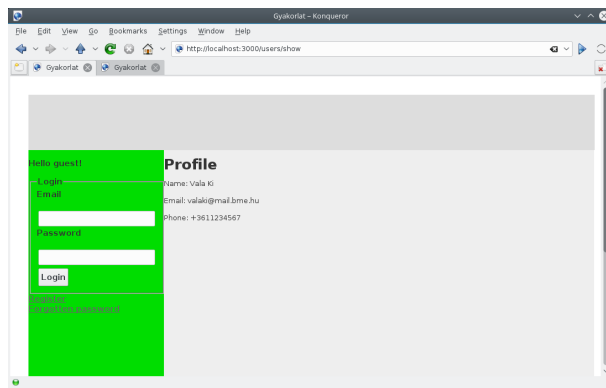 Gyakorlat – Konqueror
File Edit View Go Bookmarks Settings Window Help
http://localhost:3000/users/show
Gyakorlat Gyakorlat
Hello guest!
Login
Email
Password
Login
Register
Forgotten password
Profile
Name: Vala Ki
Email: valaki@mail.bme.hu
Phone: +3611234567